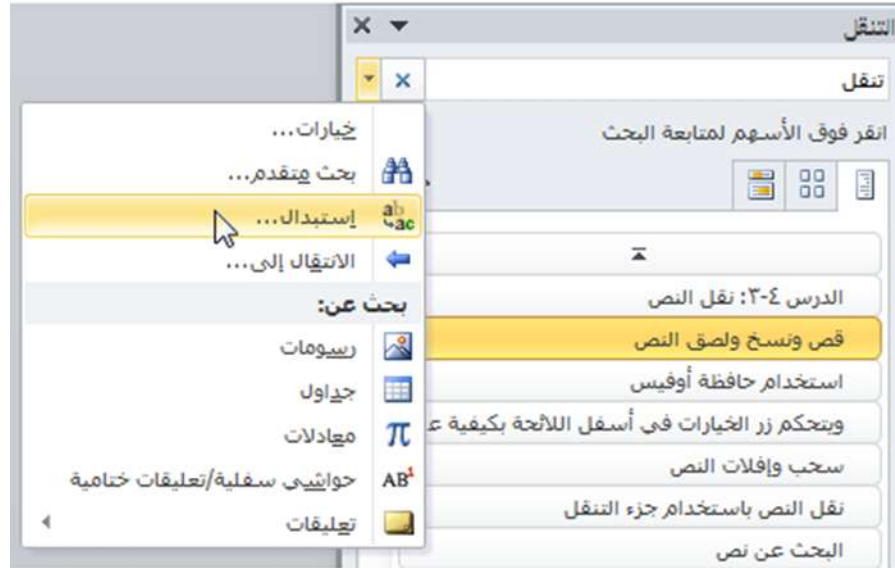 التنقل
تنقل
انقر فوق الأسهم لمتابعة البحث
الدرس ٤-٣: نقل النص
قص ونسخ ولصق النص
استخدام حافظة أوفيس
ويتحكم زر الخيارات في أسفل اللائحة بكيفية
سحب وإفلات النص
نقل النص باستخدام جزء التنقل
البحث عن نص
خيارات...
بحث متقدم...
إستبدال...
الانتقال إلى...
بحث عن:
رسومات
جداول
معادلات
حواشي سفلية/تعليقات ختامية
تعليقات